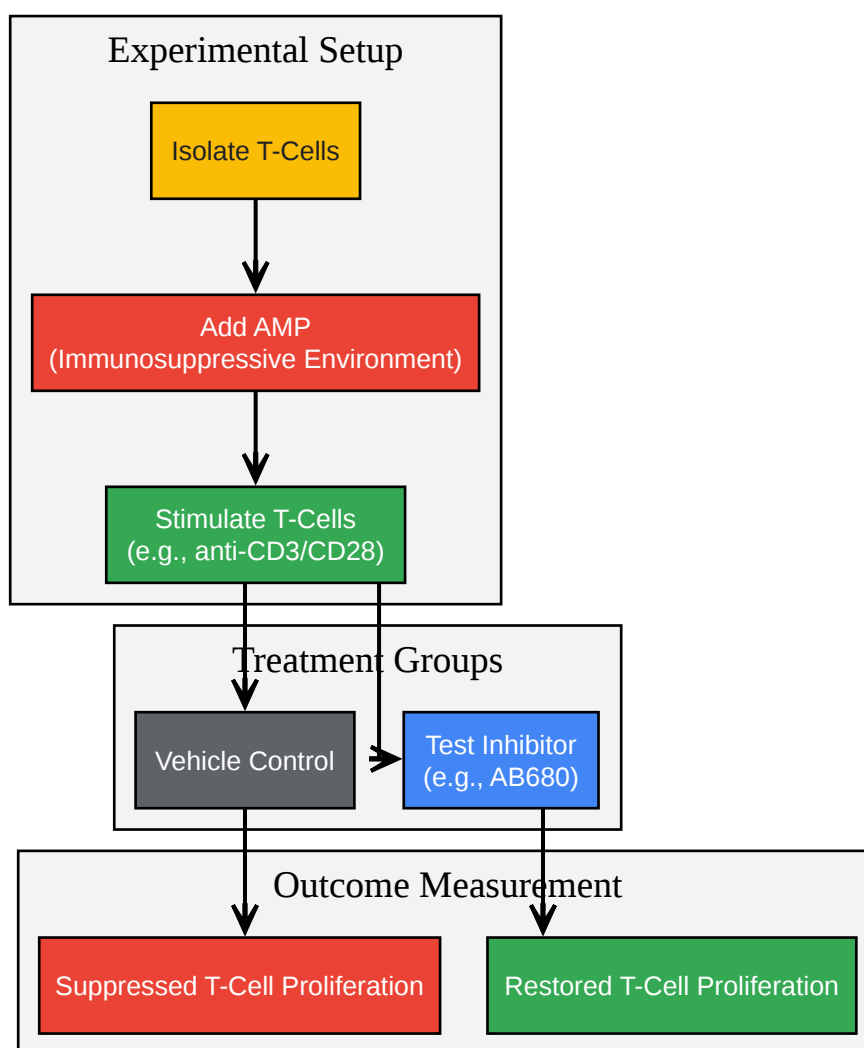 Experimental Setup
Isolate T-Cells
Add AMP
(Immunosuppressive Environment)
Stimulate T-Cells
(e.g., anti-CD3/CD28)
Treatment Groups
Vehicle Control
Test Inhibitor
(e.g., AB680)
Outcome Measurement
Suppressed T-Cell Proliferation
Restored T-Cell Proliferation